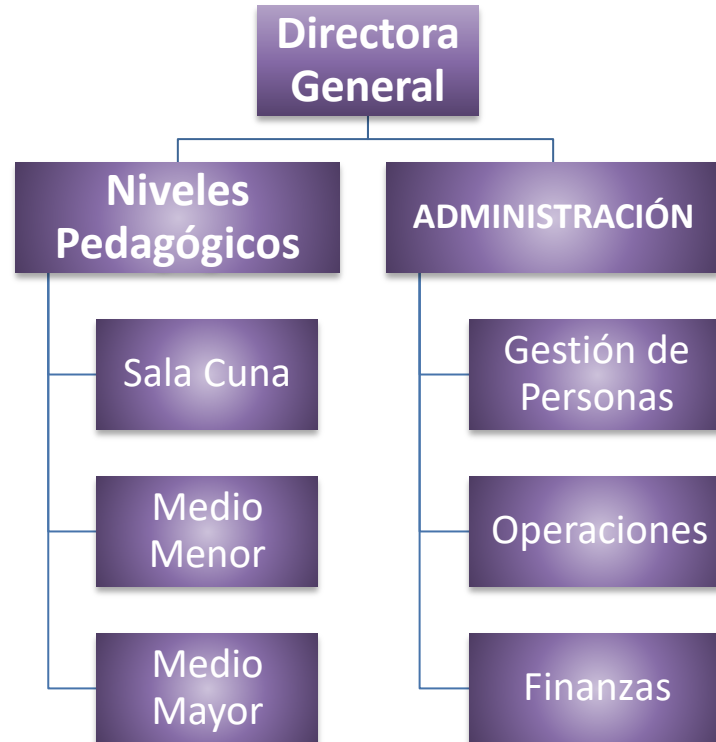 Directora
General
Niveles
Pedagógicos
ADMINISTRACIÓN
Sala Cuna
Gestión de
Personas
Medio
Menor
Operaciones
Medio
Mayor
Finanzas